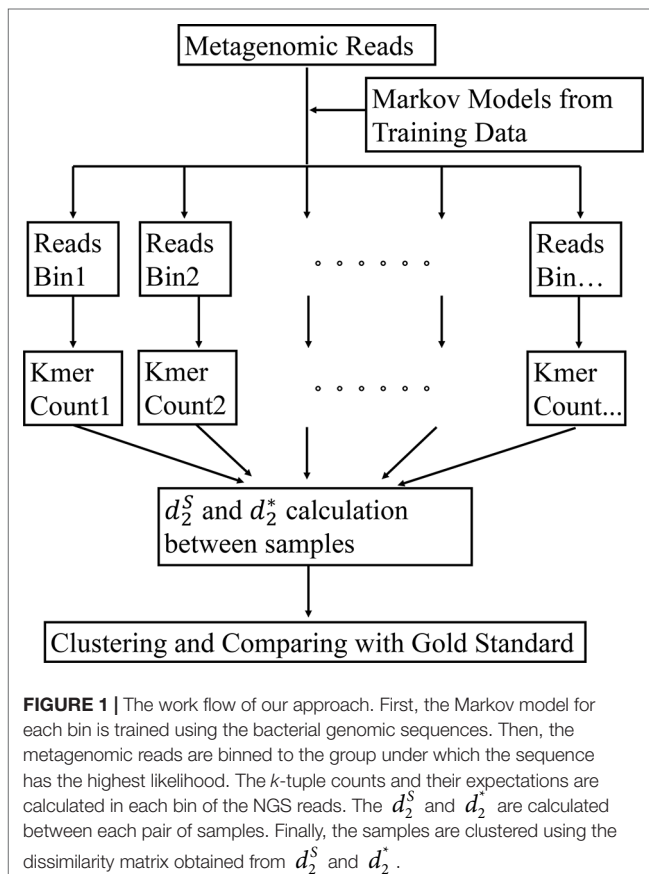 Metagenomic Reads
Markov Models from
Training Data
Reads
Bin1
Reads
Bin2
Reads
Bin...
Kmer
Count1
Kmer
Count2
Kmer
Count...
d_2^S and d_2^* calculation
between samples
Clustering and Comparing with Gold Standard
FIGURE 1 | The work flow of our approach. First, the Markov model for
each bin is trained using the bacterial genomic sequences. Then, the
metagenomic reads are binned to the group under which the sequence
has the highest likelihood. The k-tuple counts and their expectations are
calculated in each bin of the NGS reads. The d_2^S and d_2^* are calculated
between each pair of samples. Finally, the samples are clustered using the
dissimilarity matrix obtained from d_2^S and d_2^* .